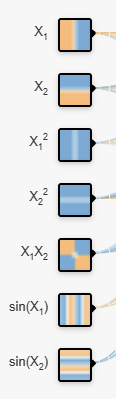 X₁
X₂
X₁²
X₂²
X₁X₂
sin(X₁)
sin(X₂)